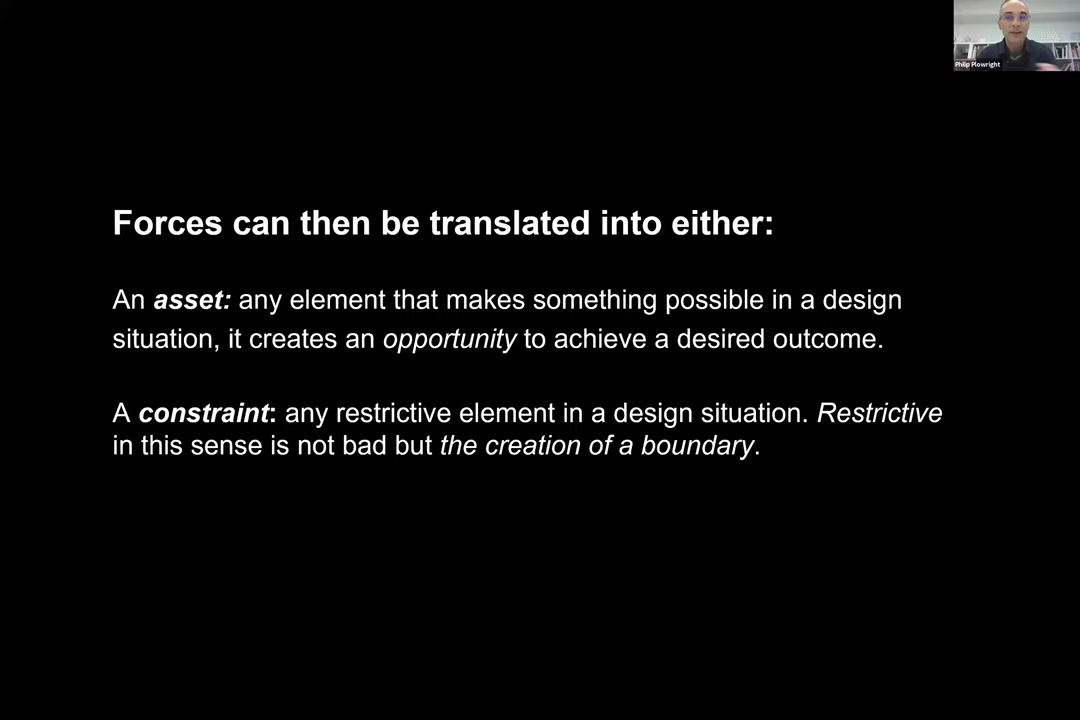 Philip Plowright
Forces can then be translated into either:
An asset: any element that makes something possible in a design
situation, it creates an opportunity to achieve a desired outcome.
A constraint: any restrictive element in a design situation. Restrictive
in this sense is not bad but the creation of a boundary.